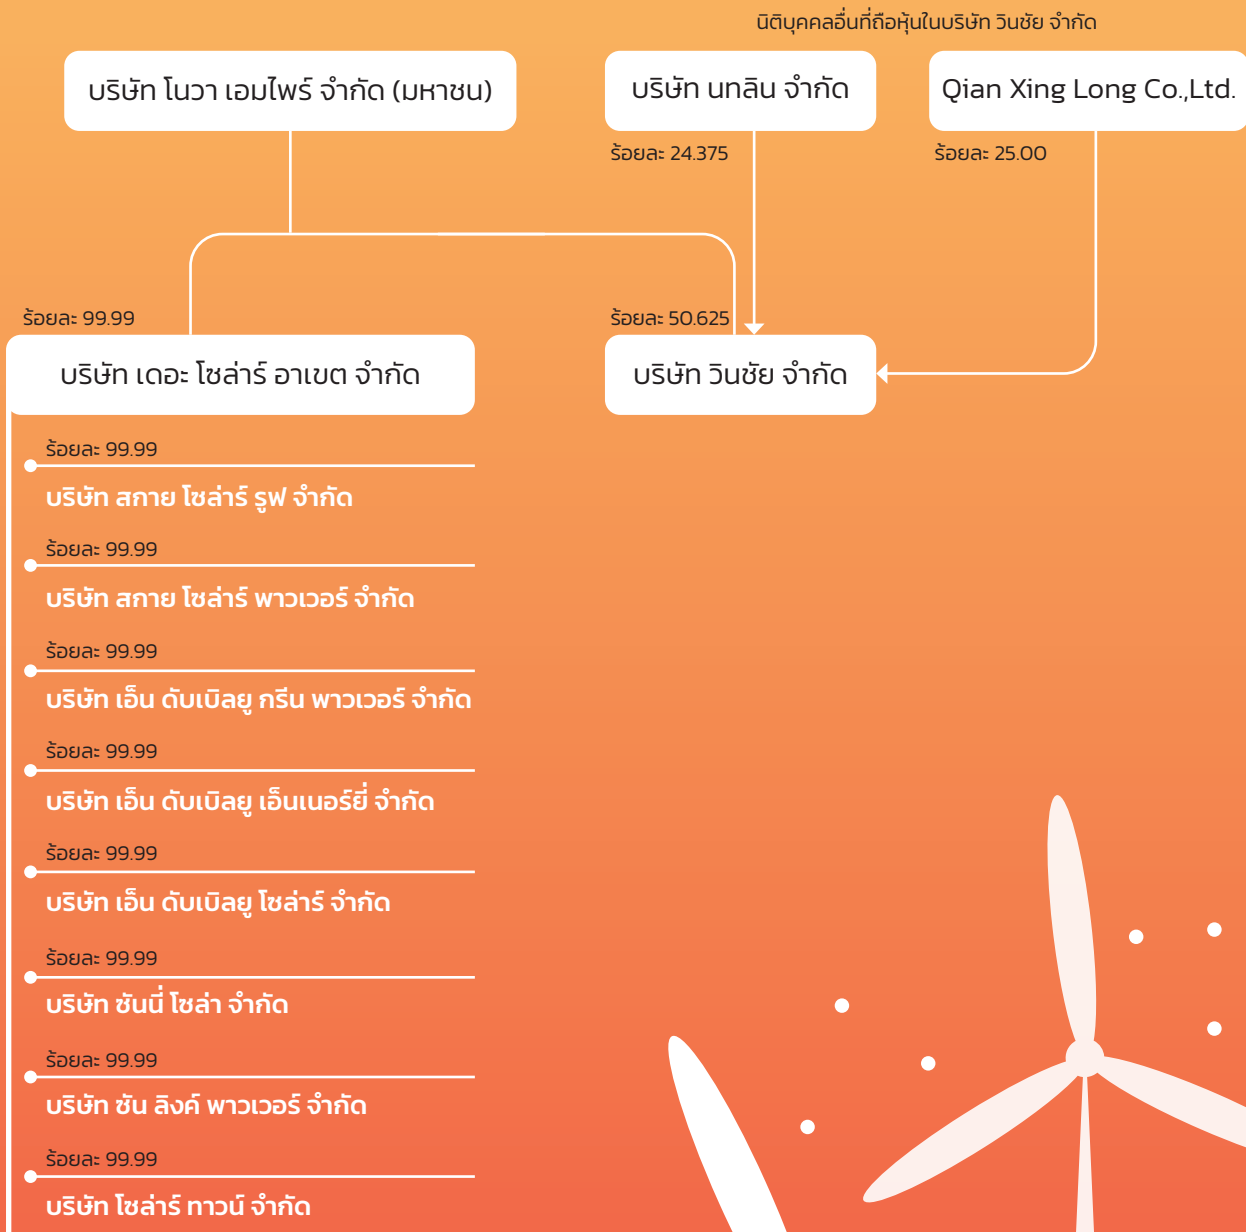 นิติบุคคลอื่นที่ถือหุ้นในบริษัท วินชัย จำกัด
บริษัท โนวา เอมไพร์ จำกัด (มหาชน)
บริษัท นทลิน จำกัด
Qian Xing Long Co.,Ltd.
ร้อยละ 24.375
ร้อยละ 25.00
ร้อยละ 99.99
ร้อยละ 50.625
บริษัท เดอะ โซล่าร์ อาเขต จำกัด
บริษัท วินชัย จำกัด
ร้อยละ 99.99
บริษัท สกาย โซล่าร์ รูฟ จำกัด
ร้อยละ 99.99
บริษัท สกาย โซล่าร์ พาวเวอร์ จำกัด
ร้อยละ 99.99
บริษัท เอ็น ดับเบิลยู กรีน พาวเวอร์ จำกัด
ร้อยละ 99.99
บริษัท เอ็น ดับเบิลยู เอ็นเนอร์ยี่ จำกัด
ร้อยละ 99.99
บริษัท เอ็น ดับเบิลยู โซล่าร์ จำกัด
ร้อยละ 99.99
บริษัท ซันนี่ โซล่า จำกัด
ร้อยละ 99.99
บริษัท ซัน ลิงค์ พาวเวอร์ จำกัด
ร้อยละ 99.99
บริษัท โซล่าร์ ทาวน์ จำกัด